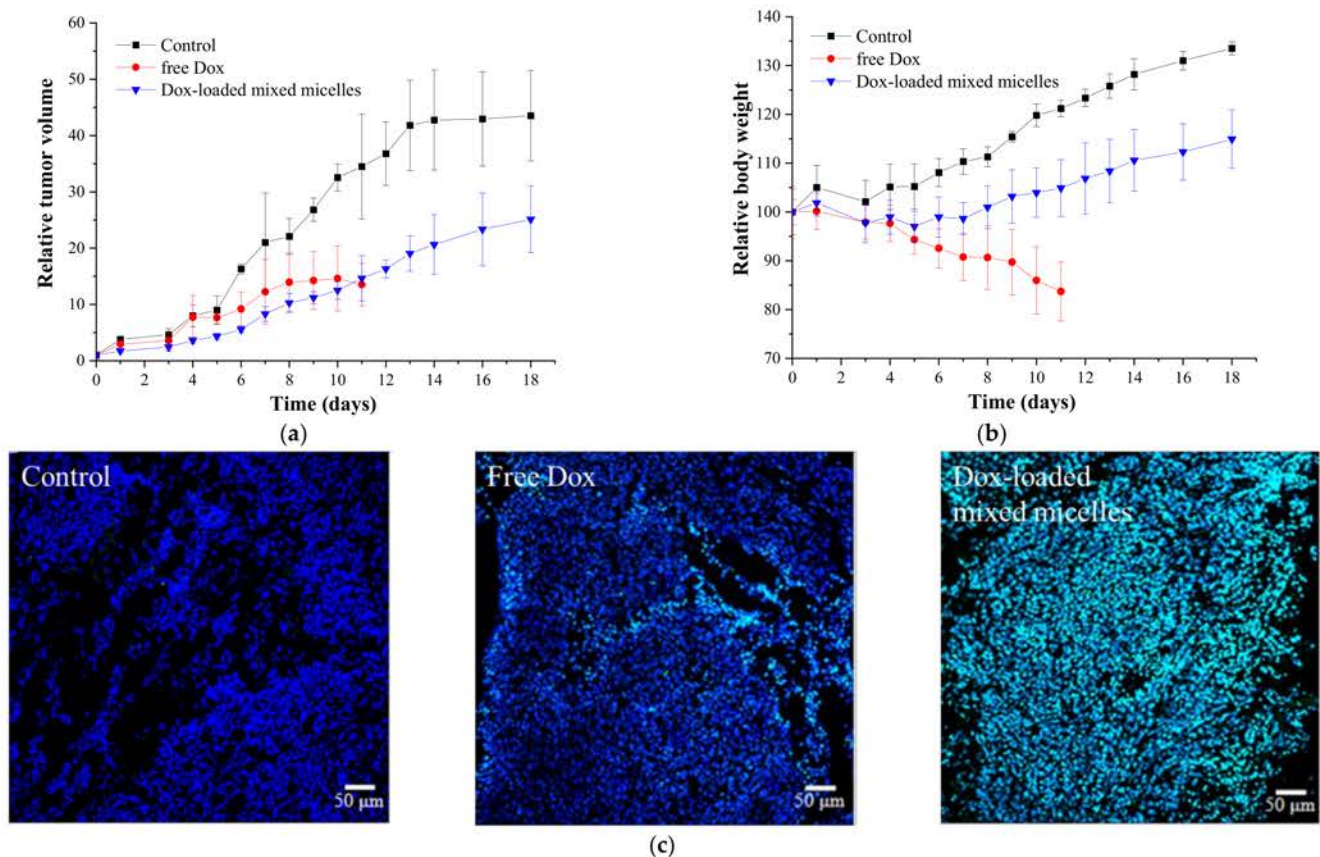 60
50
40
30
20
10
0
Relative tumor volume
Control
free Dox
Dox-loaded mixed micelles
0 2 4 6 8 10 12 14 16 18
Time (days)
(a)
140
130
120
110
100
90
80
70
Relative body weight
Control
free Dox
Dox-loaded mixed micelles
0 2 4 6 8 10 12 14 16 18
Time (days)
(b)
Control
50 μm
Free Dox
50 μm
Dox-loaded
mixed micelles
50 μm
(c)